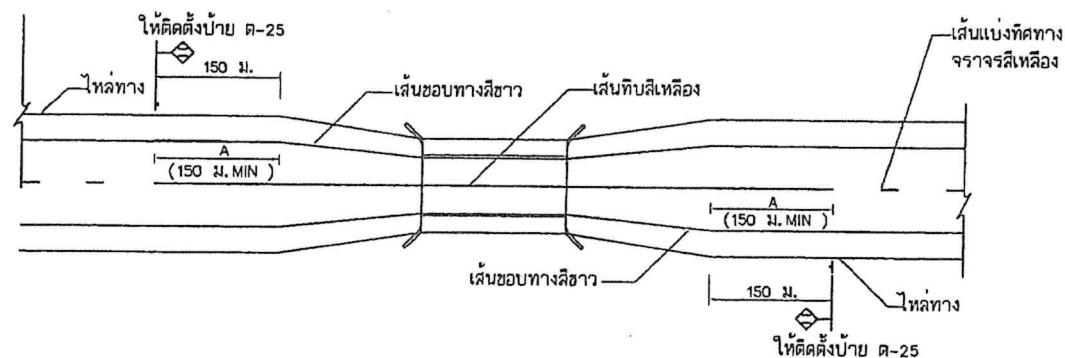 ให้ติดตั้งป้าย ต-25
150 ม.
เส้นแบ่งทิศทาง
จราจรสีเหลือง
ไหล่ทาง
เส้นขอบทางสีขาว
เส้นทึบสีเหลือง
A
(150 ม. MIN )
A
(150 ม. MIN )
เส้นขอบทางสีขาว
150 ม.
ไหล่ทาง
ให้ติดตั้งป้าย ต-25